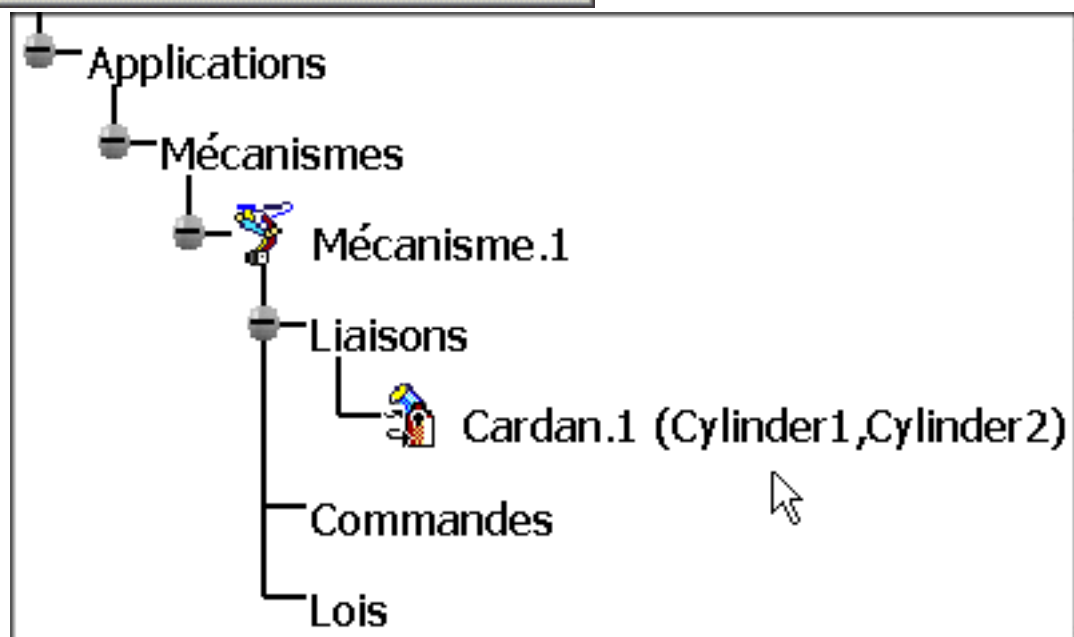 Applications
Mécanismes
Mécanisme.1
Liaisons
Cardan.1 (Cylinder1,Cylinder2)
Commandes
Lois